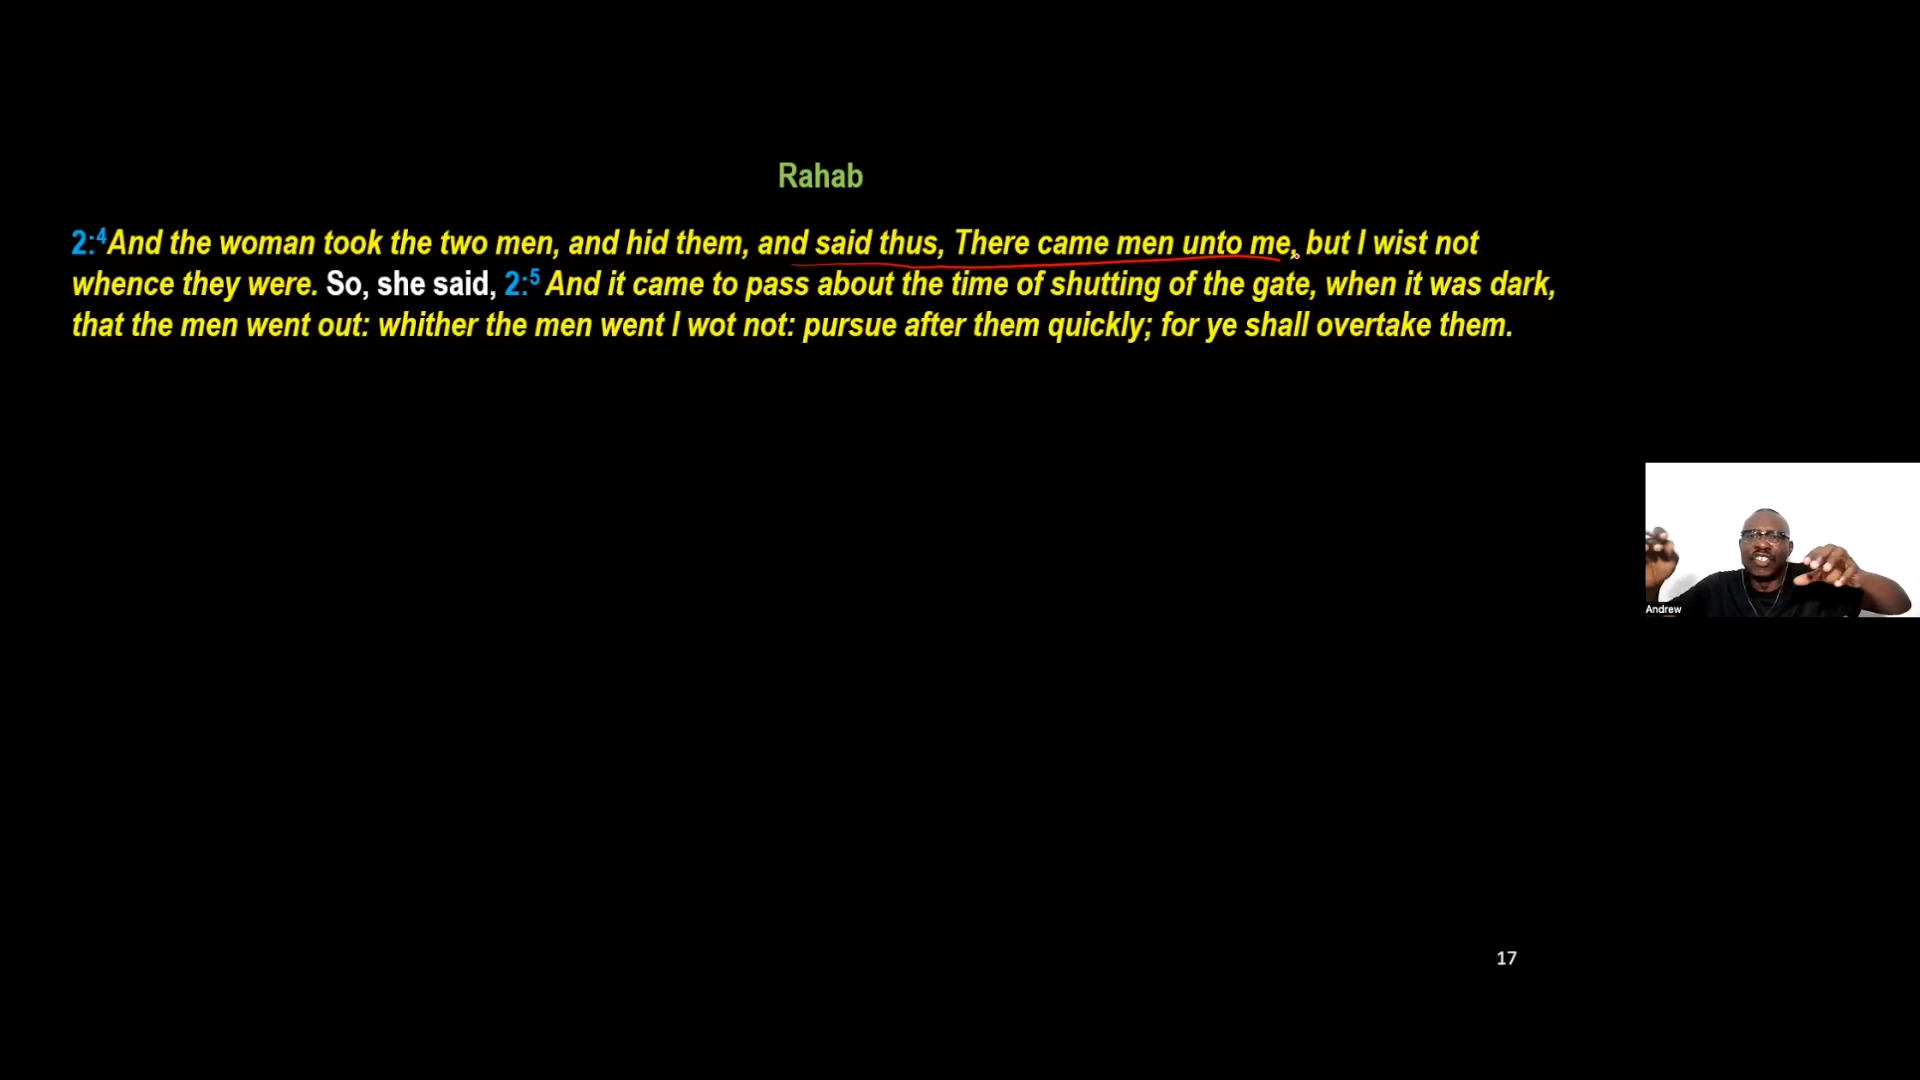 Rahab
2:4And the woman took the two men, and hid them, and said thus, There came men unto me, but I wist not
whence they were. So, she said, 2:5 And it came to pass about the time of shutting of the gate, when it was dark,
that the men went out: whither the men went I wot not: pursue after them quickly; for ye shall overtake them.
Andrew
17